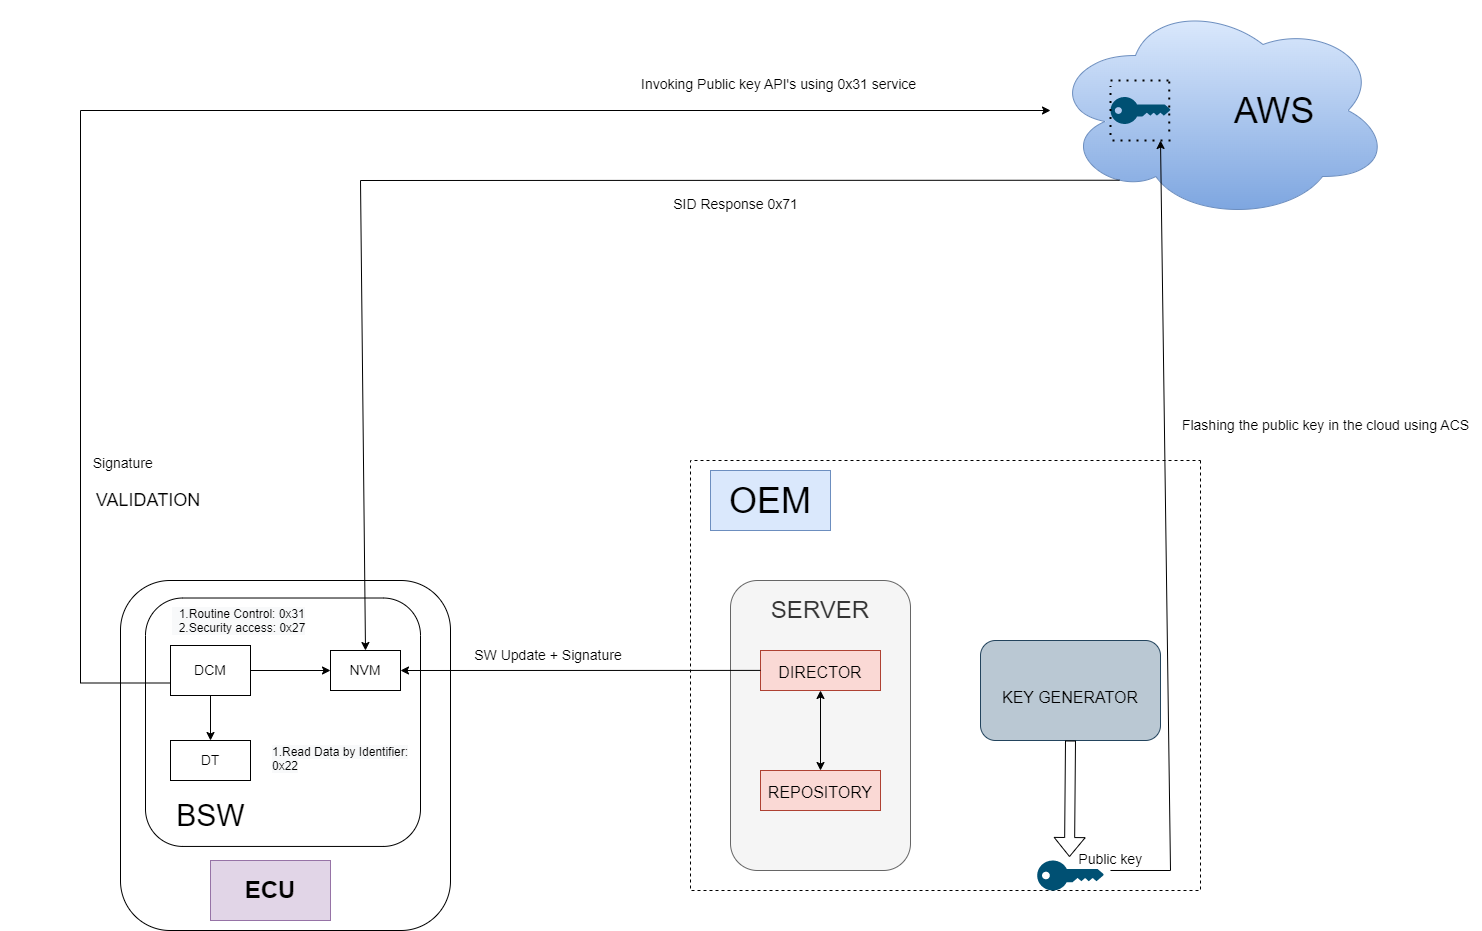 Invoking Public key API's using 0x31 service
AWS
SID Response 0x71
Flashing the public key in the cloud using ACS
Signature
VALIDATION
OEM
1.Routine Control: 0x31
2.Security access: 0x27
SERVER
DCM
NVM
SW Update + Signature
DIRECTOR
KEY GENERATOR
DT
1.Read Data by Identifier:
0x22
REPOSITORY
BSW
Public key
ECU